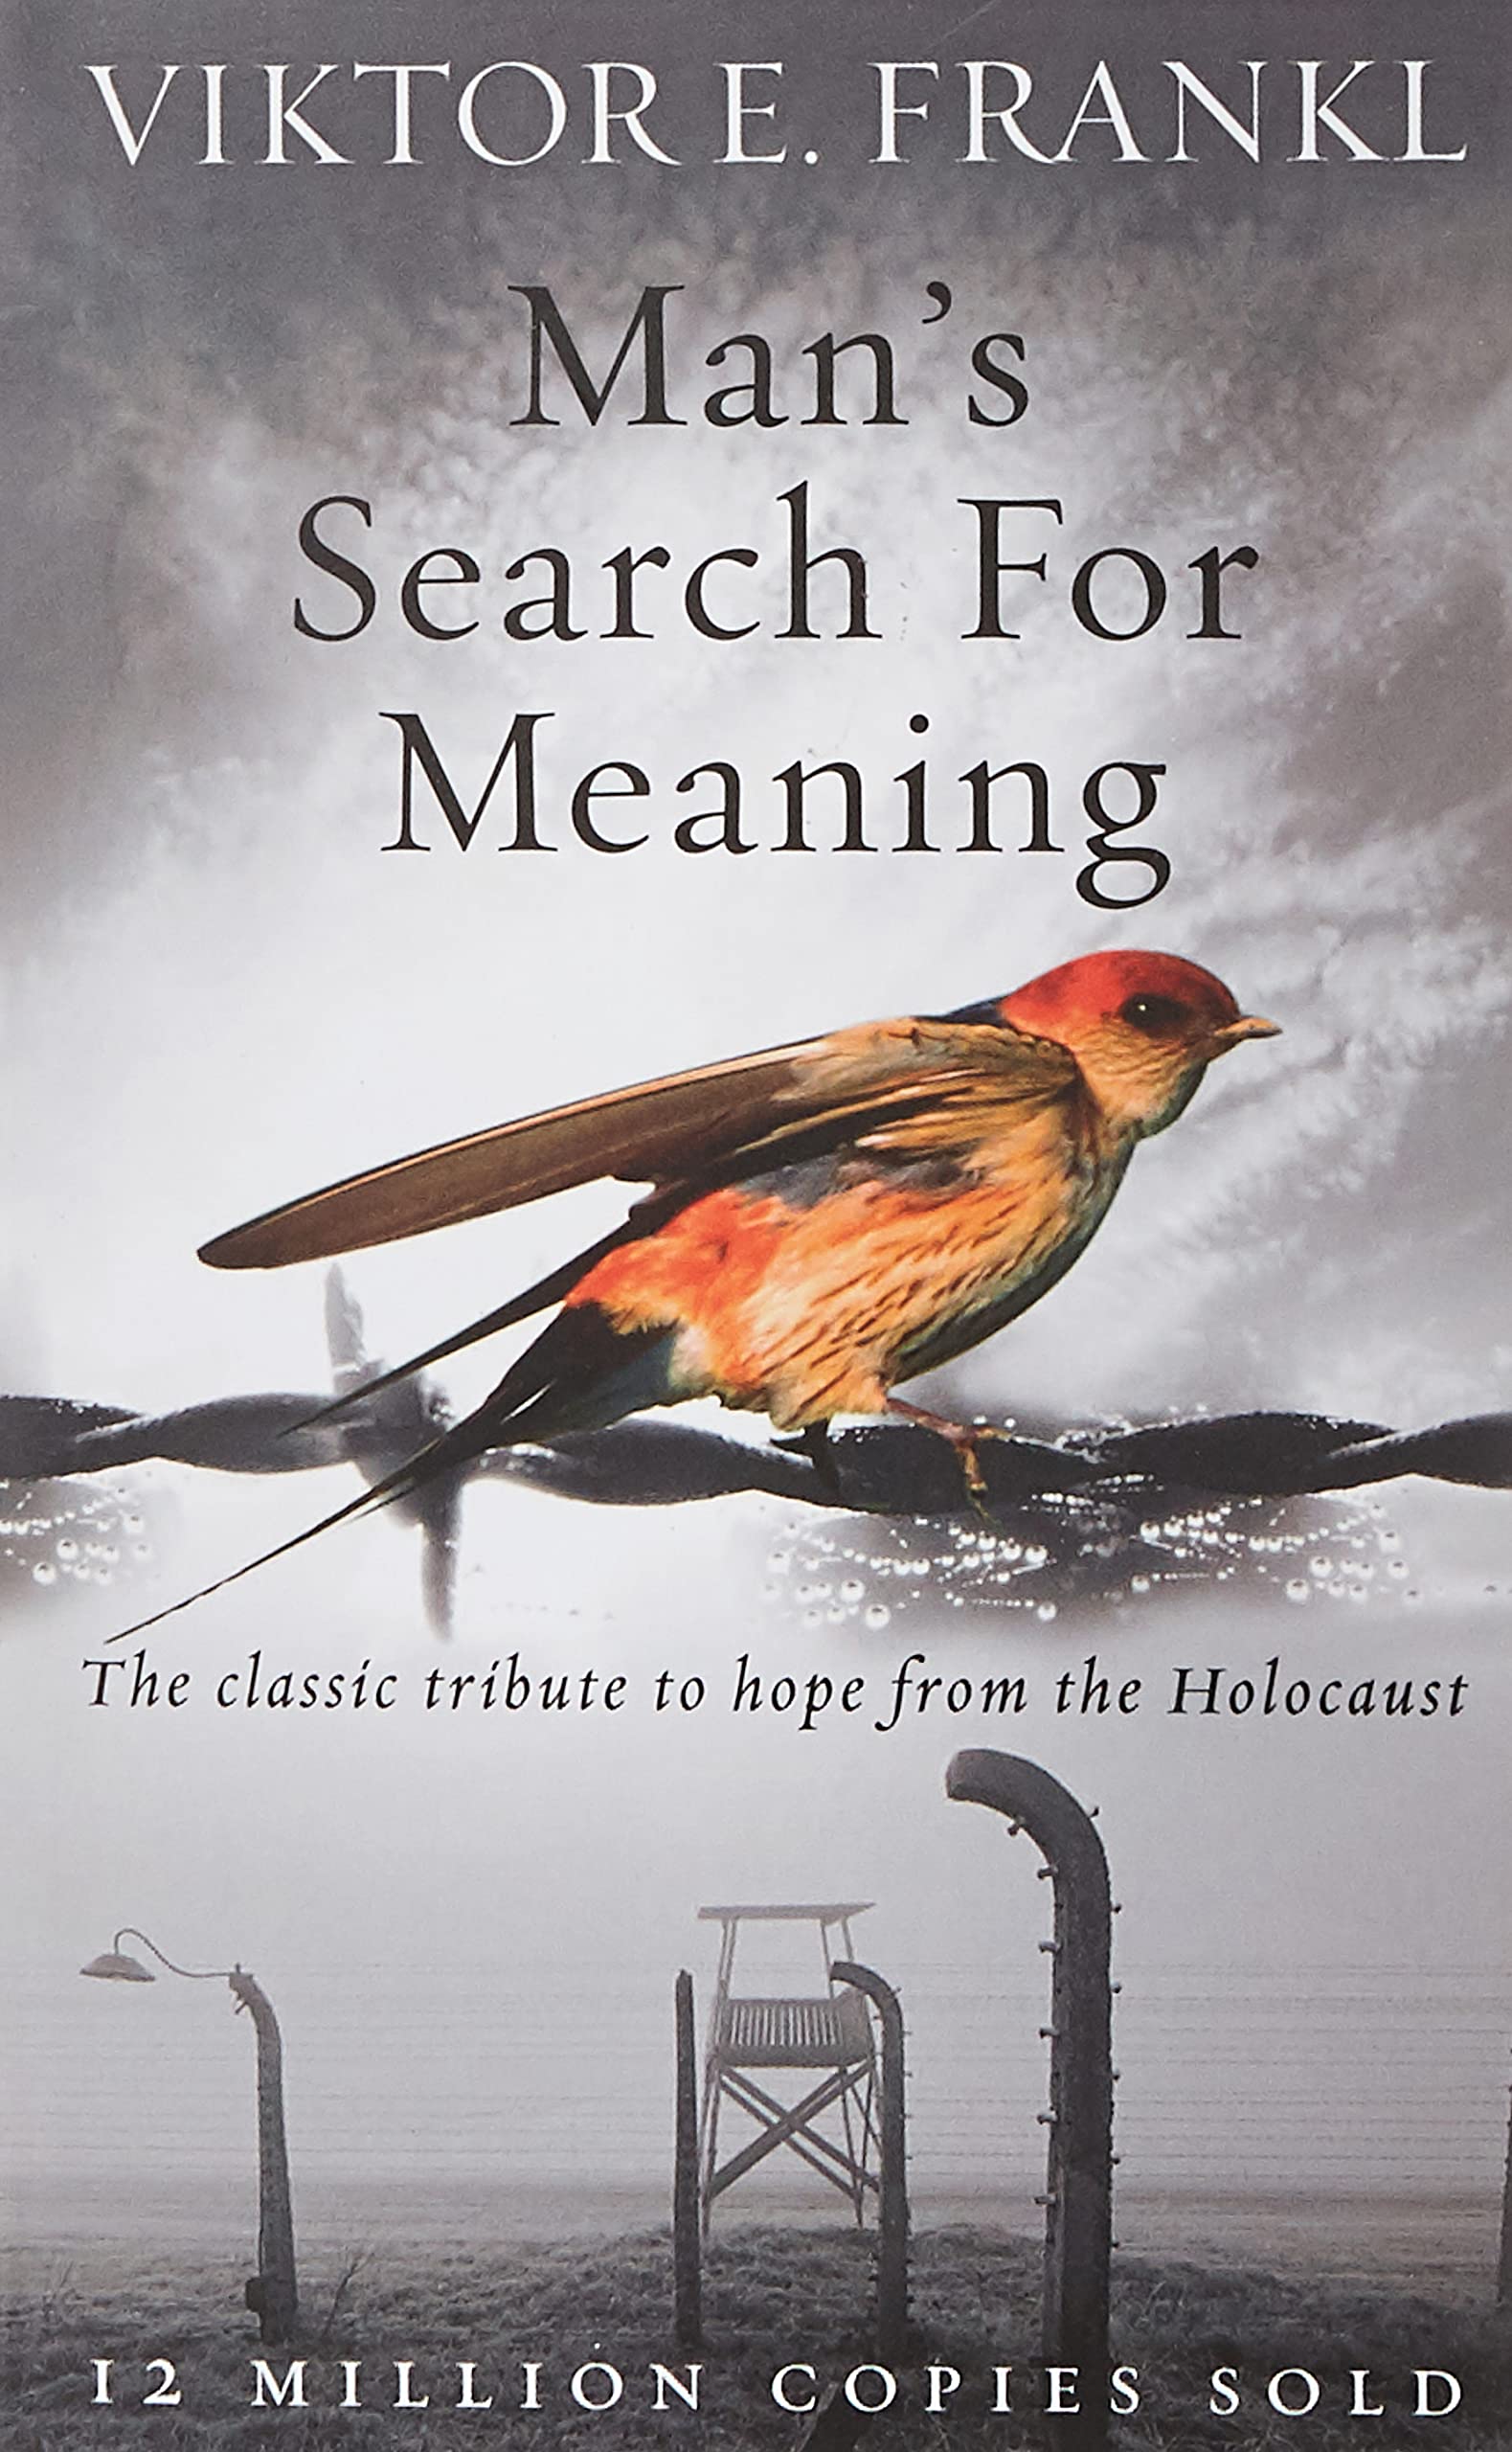 VIKTOR E. FRANKL
Man’s
Search For
Meaning
The classic tribute to hope from the Holocaust
12 MILLION COPIES SOLD